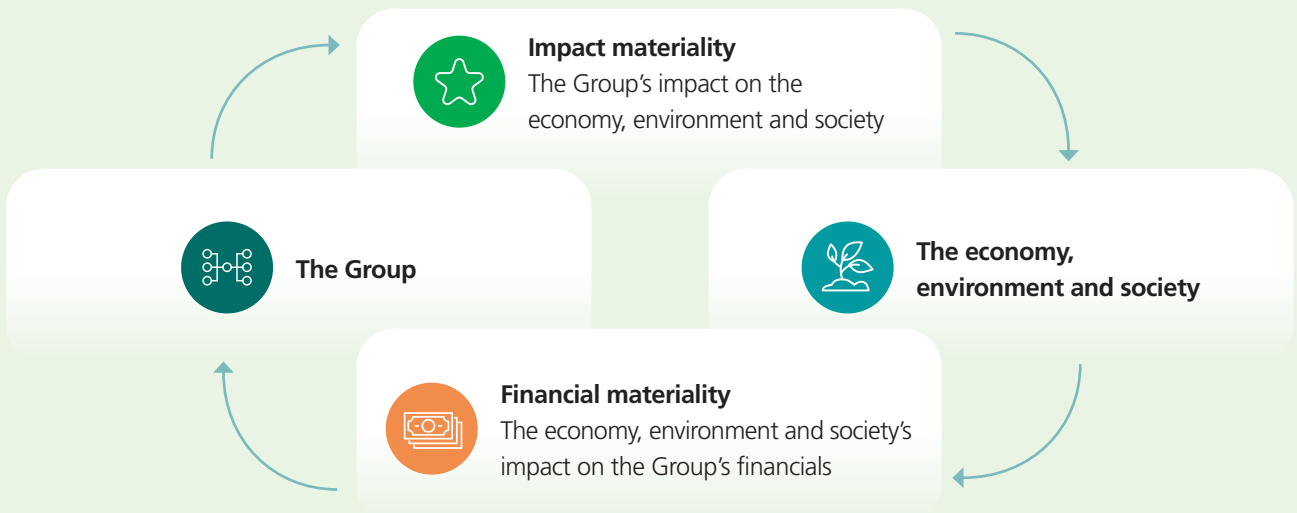 Impact materiality
The Group’s impact on the
economy, environment and society
The Group
The economy,
environment and society
Financial materiality
The economy, environment and society’s
impact on the Group’s financials